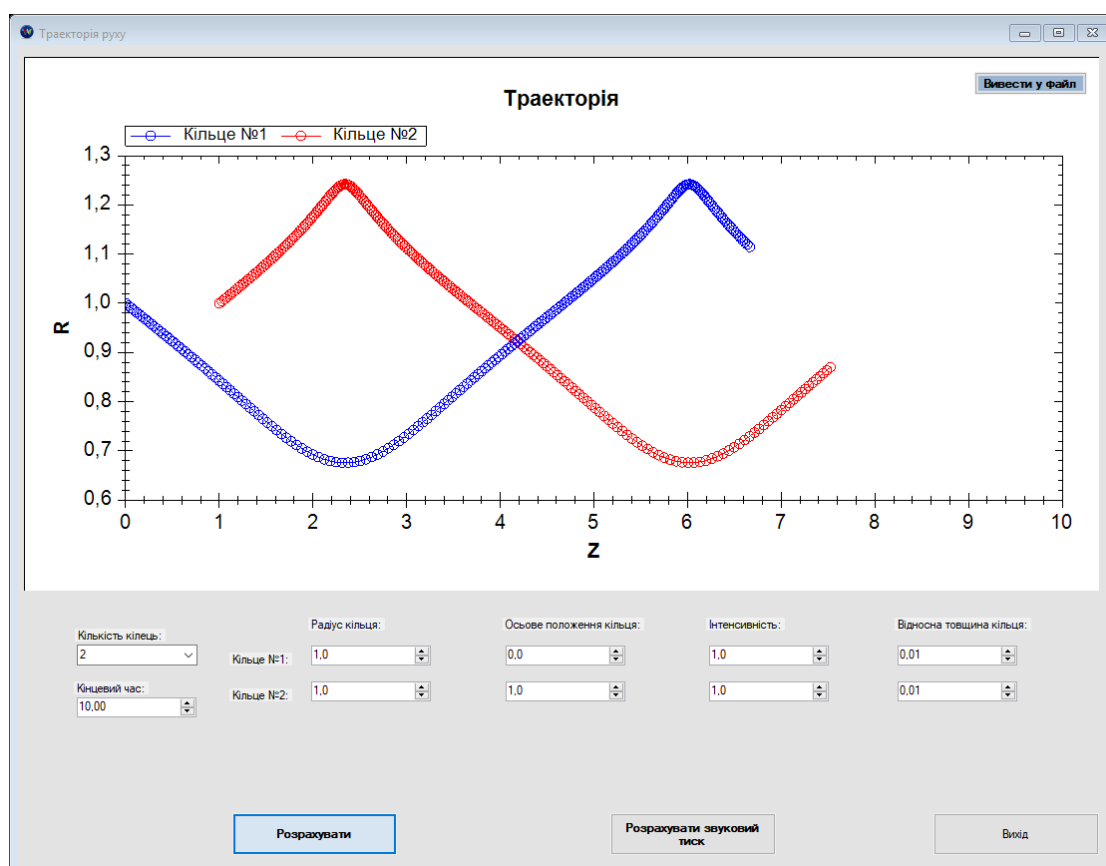 Траекторія руху
Вивести у файл
Траекторія
Кільце №1 Кільце №2
1,3
1,2
1,1
1,0
0,9
0,8
0,7
0,6
R
0 1 2 3 4 5 6 7 8 9 10
Z
Кількість кілець: Радіус кільця: Осьове положення кільця: Інтенсивність: Відносна товщина кільця:
2 Кільце №1: 1,0 0,0 1,0 0,01
Кінцевий час:
10,00 Кільце №2: 1,0 1,0 1,0 0,01
Розрахувати
Розрахувати звуковий
тиск
Вихід